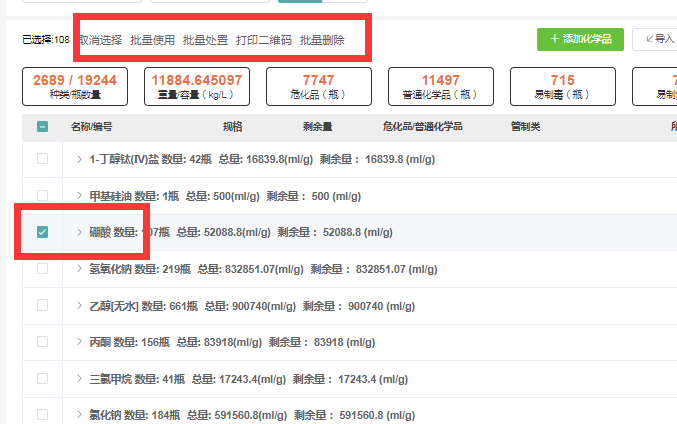 已选择:108 取消选择 批量使用 批量处置 打印二维码 批量删除 + 添加化学品 导入
2689 / 19244 11884.645097 7747 11497 715
种类/瓶数量 重量/容量（kg/L） 危化品（瓶） 普通化学品（瓶） 易制毒（瓶） 易制
名称/编号 规格 剩余量 危化品/普通化学品 管制类 所
1-丁醇钛(IV)盐 数量: 42瓶 总量: 16839.8(ml/g) 剩余量： 16839.8 (ml/g)
甲基硅油 数量: 1瓶 总量: 500(ml/g) 剩余量： 500 (ml/g)
硼酸 数量: 107瓶 总量: 52088.8(ml/g) 剩余量： 52088.8 (ml/g)
氢氧化钠 数量: 219瓶 总量: 832851.07(ml/g) 剩余量： 832851.07 (ml/g)
乙醇[无水] 数量: 661瓶 总量: 900740(ml/g) 剩余量： 900740 (ml/g)
丙酮 数量: 156瓶 总量: 83918(ml/g) 剩余量： 83918 (ml/g)
三氯甲烷 数量: 41瓶 总量: 17243.4(ml/g) 剩余量： 17243.4 (ml/g)
氯化钠 数量: 184瓶 总量: 591560.8(ml/g) 剩余量： 591560.8 (ml/g)